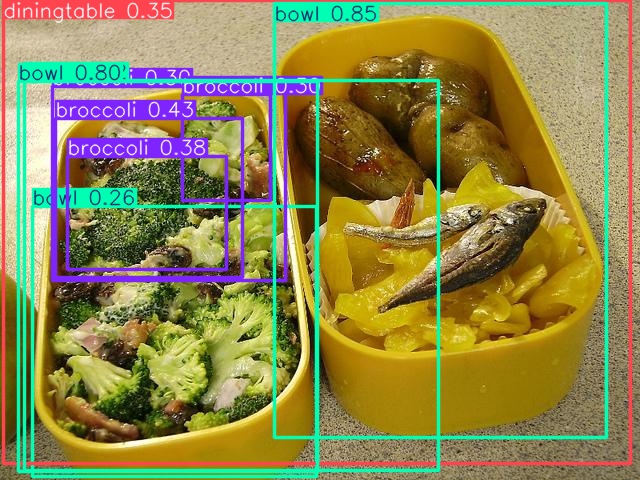 diningtable 0.35
bowl 0.85
bowl 0.80
broccoli 0.30
broccoli 0.43
broccoli 0.38
bowl 0.26